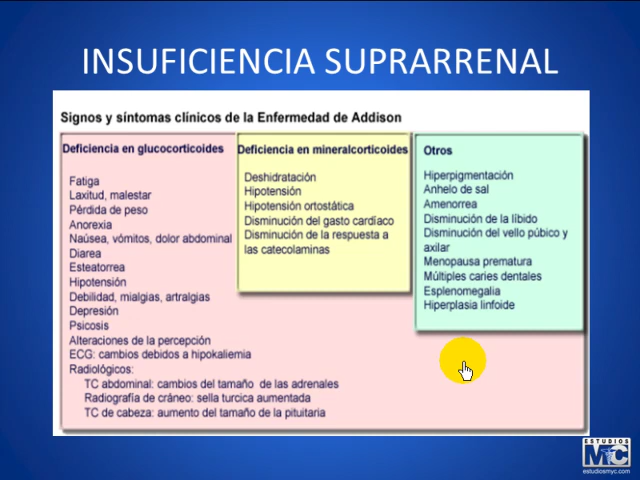 INSUFICIENCIA SUPRARRENAL
Signos y síntomas clínicos de la Enfermedad de Addison
Deficiencia en glucocorticoides
Fatiga
Laxitud, malestar
Pérdida de peso
Anorexia
Naúsea, vómitos, dolor abdominal
Diarea
Esteatorrea
Hipotensión
Debilidad, mialgias, artralgias
Depresión
Psicosis
Alteraciones de la percepción
ECG: cambios debidos a hipokaliemia
Radiológicos:
TC abdominal: cambios del tamaño de las adrenales
Radiografía de cráneo: sella turcica aumentada
TC de cabeza: aumento del tamaño de la pituitaria
Deficiencia en mineralcorticoides
Deshidratación
Hipotensión
Hipotensión ortostática
Disminución del gasto cardíaco
Disminución de la respuesta a
las catecolaminas
Otros
Hiperpigmentación
Anhelo de sal
Amenorrea
Disminución de la líbido
Disminución del vello púbico y
axilar
Menopausa prematura
Múltiples caries dentales
Esplenomegalia
Hiperplasia linfoide
ESTUDIOS
MYC
estudiosmyc.com